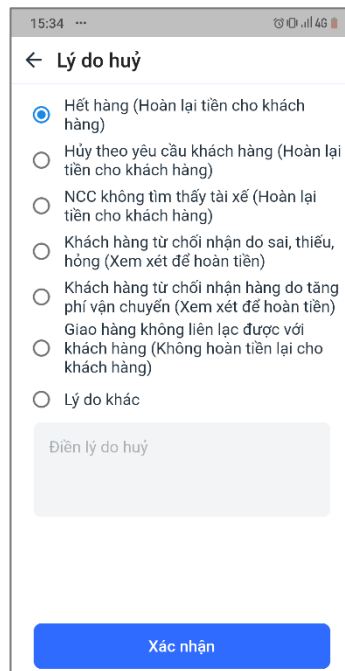 15:34 ···
4G
Lý do huỷ
Hết hàng (Hoàn lại tiền cho khách
hàng)
Hủy theo yêu cầu khách hàng (Hoàn lại
tiền cho khách hàng)
NCC không tìm thấy tài xế (Hoàn lại
tiền cho khách hàng)
Khách hàng từ chối nhận do sai, thiếu,
hỏng (Xem xét để hoàn tiền)
Khách hàng từ chối nhận hàng do tăng
phí vận chuyển (Xem xét để hoàn tiền)
Giao hàng không liên lạc được với
khách hàng (Không hoàn tiền lại cho
khách hàng)
Lý do khác
Điền lý do huỷ
Xác nhận